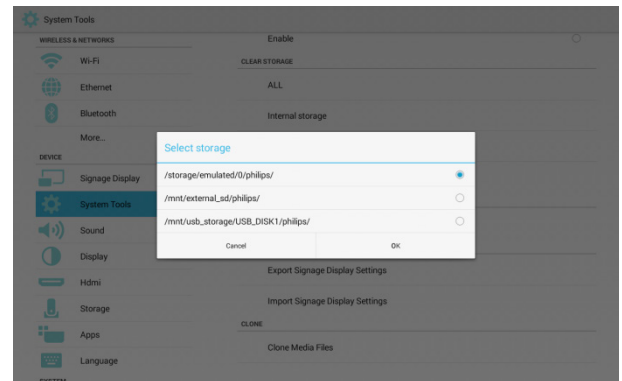 System Tools
WIRELESS & NETWORKS
Wi-Fi
Ethernet
Bluetooth
More...
DEVICE
Signage Display
System Tools
Sound
Display
Hdmi
Storage
Apps
Language
Enable
CLEAR STORAGE
ALL
Internal storage
Select storage
/storage/emulated/0/philips/
/mnt/external_sd/philips/
/mnt/usb_storage/USB_DISK1/philips/
Cancel
OK
Export Signage Display Settings
Import Signage Display Settings
CLONE
Clone Media Files